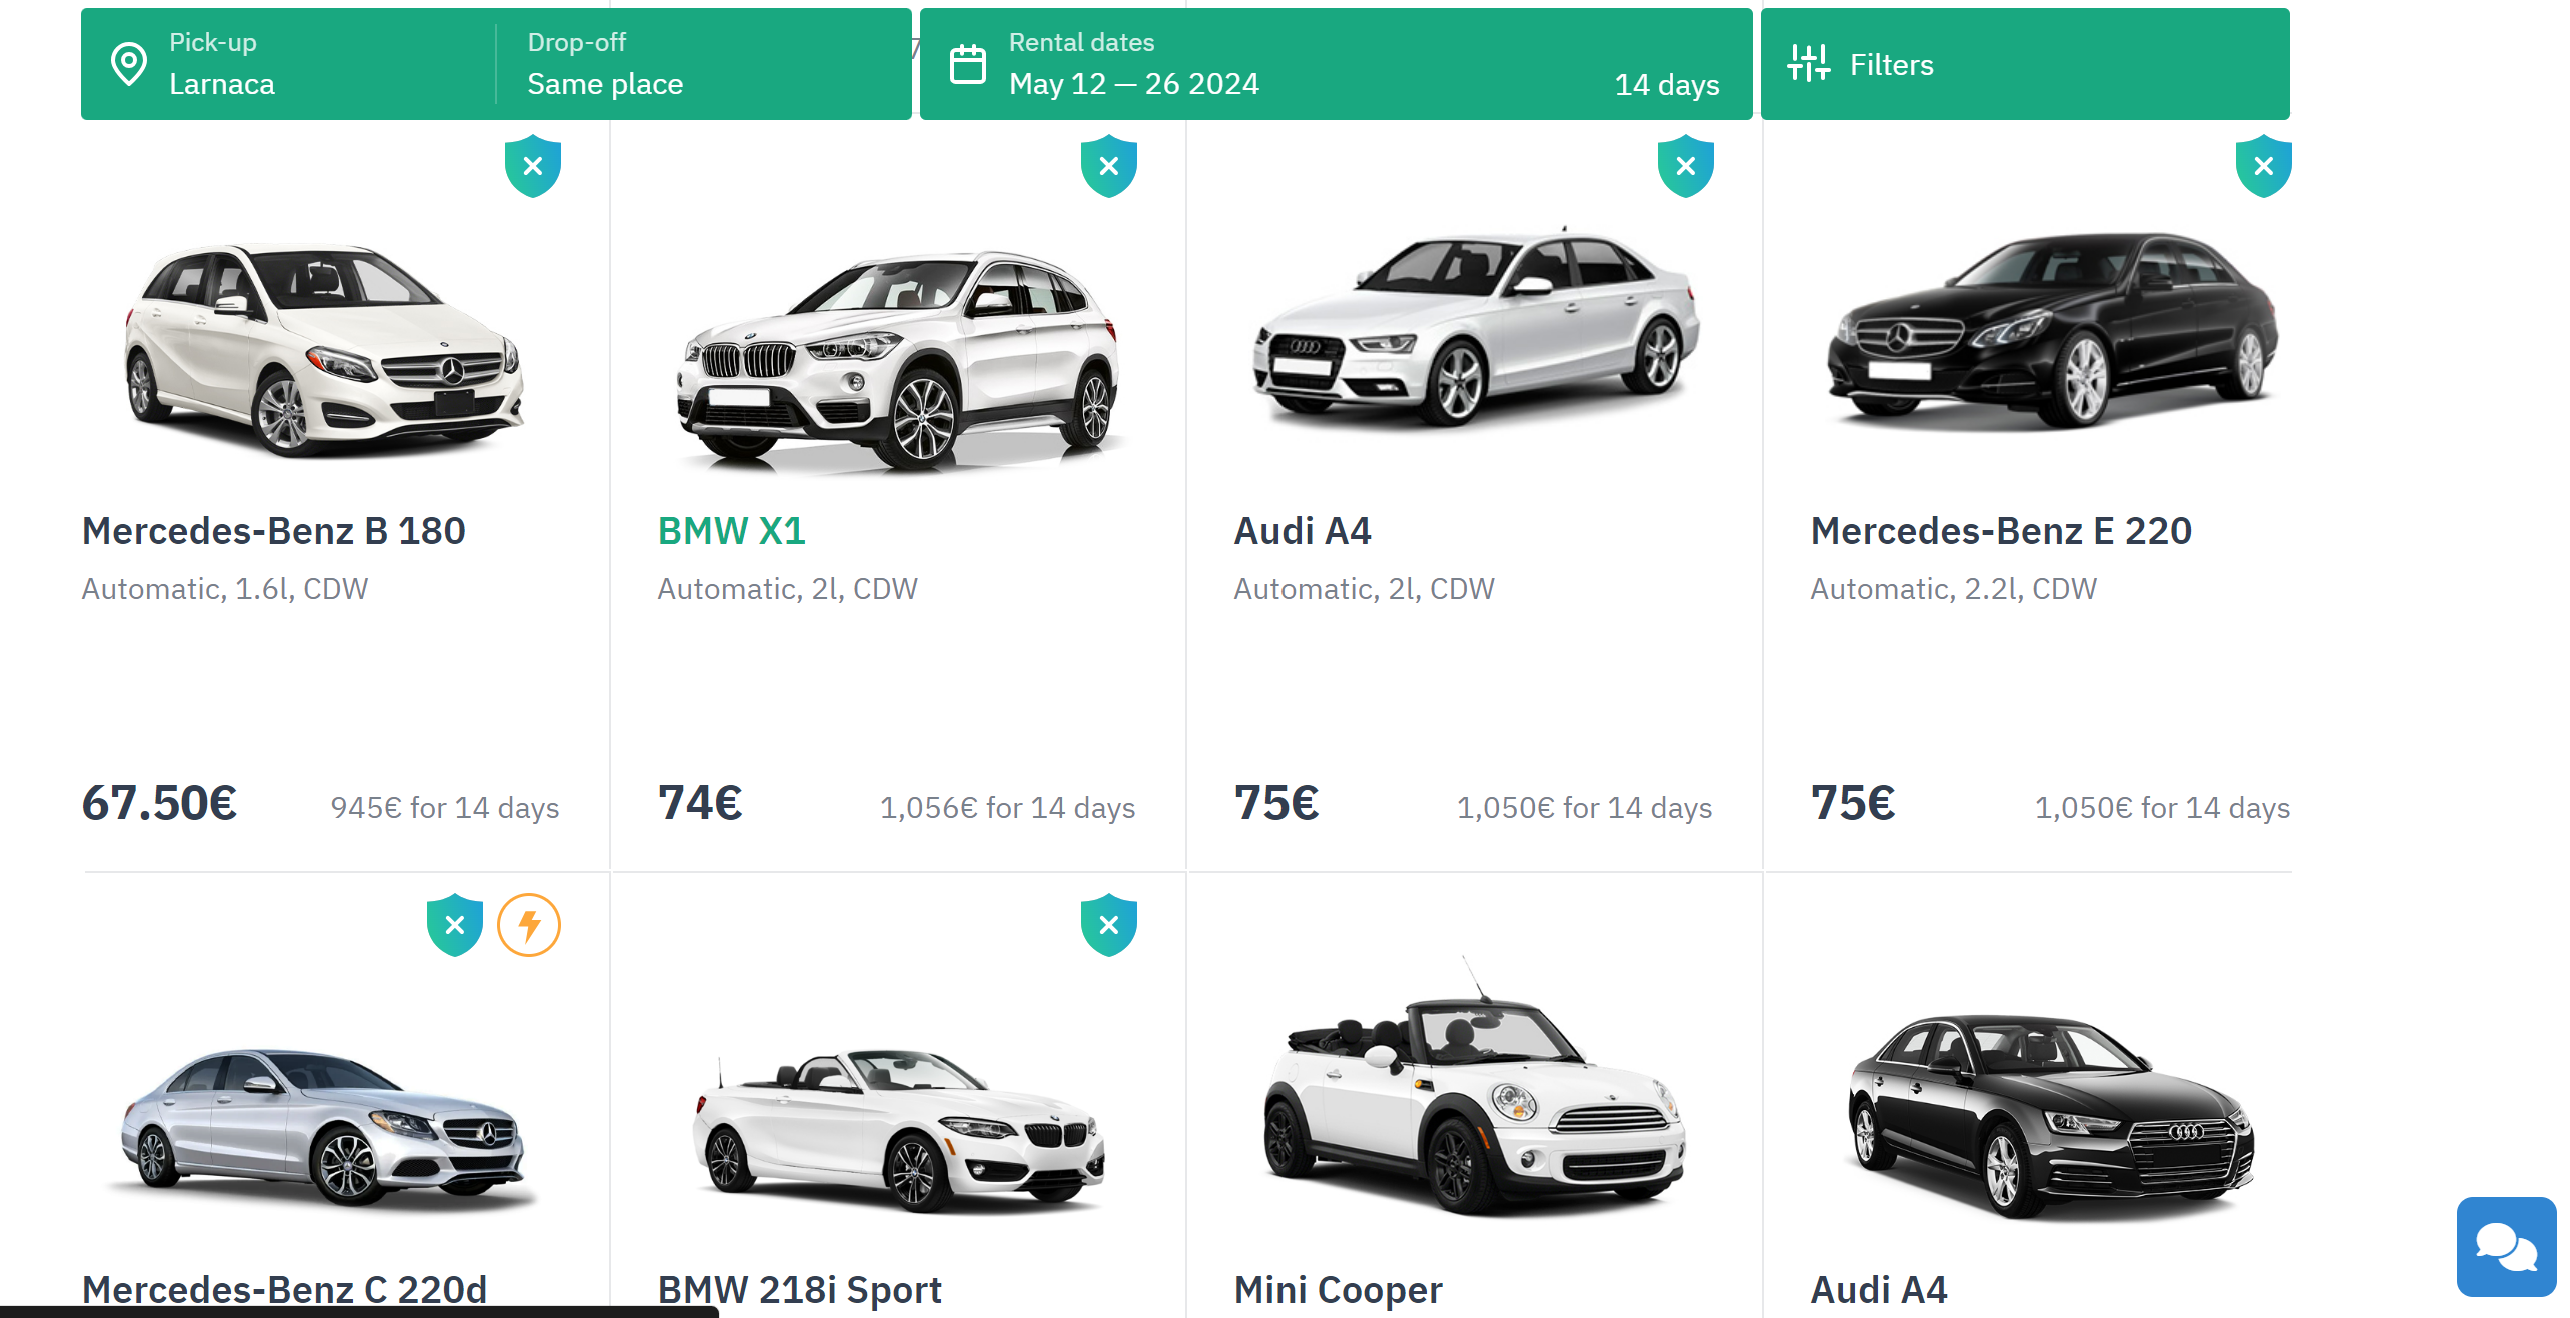 Pick-up
Larnaca
Drop-off
Same place
Rental dates
May 12 — 26 2024
14 days
Filters
Mercedes-Benz B 180
Automatic, 1.6l, CDW
67.50€
945€ for 14 days
BMW X1
Automatic, 2l, CDW
74€
1,056€ for 14 days
Audi A4
Automatic, 2l, CDW
75€
1,050€ for 14 days
Mercedes-Benz E 220
Automatic, 2.2l, CDW
75€
1,050€ for 14 days
Mercedes-Benz C 220d
BMW 218i Sport
Mini Cooper
Audi A4